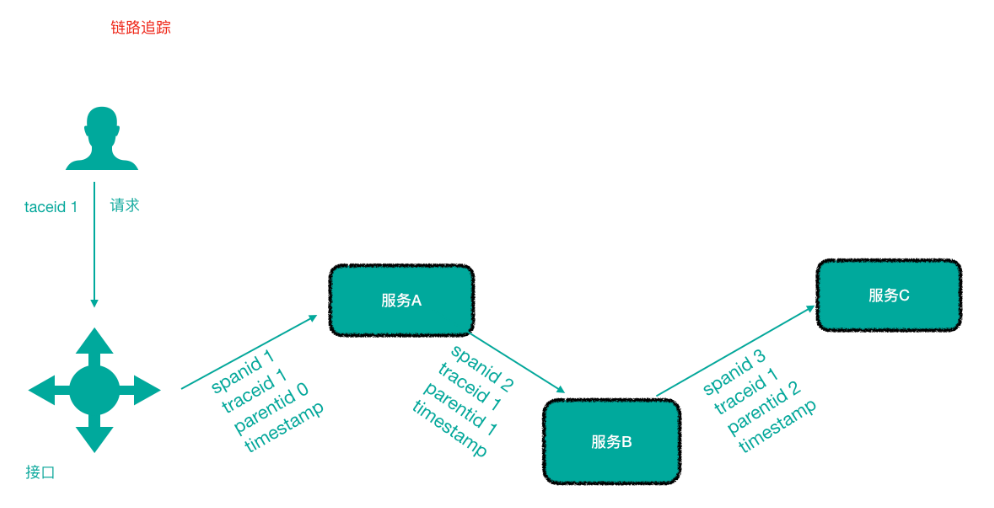 链路追踪
taceid 1
请求
接口
spanid 1
traceid 1
parentid 0
timestamp
服务A
spanid 2
traceid 1
parentid 1
timestamp
服务B
spanid 3
traceid 1
parentid 2
timestamp
服务C